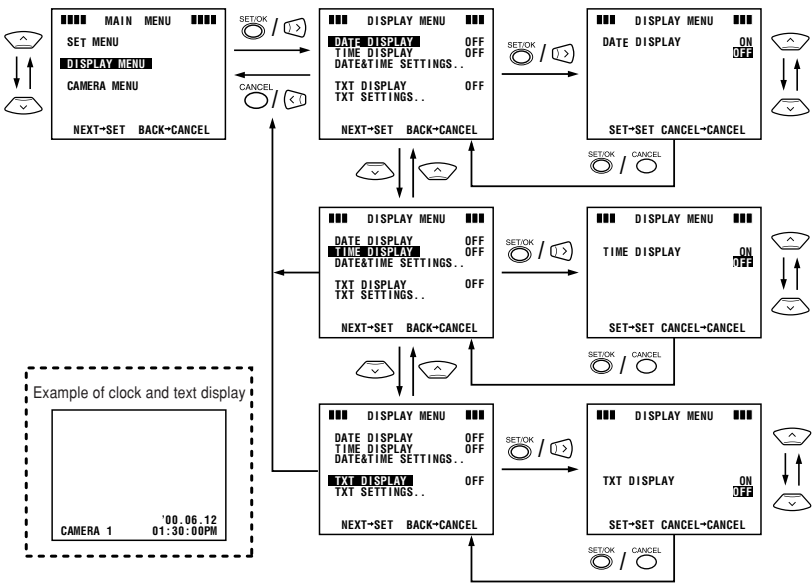 MAIN MENU
SET MENU
DISPLAY MENU
CAMERA MENU
NEXT→SET BACK→CANCEL
SET/OK
/
CANCEL
/
DISPLAY MENU
DATE DISPLAY OFF
TIME DISPLAY OFF
DATE&TIME SETTINGS..
TXT DISPLAY OFF
TXT SETTINGS..
NEXT→SET BACK→CANCEL
SET/OK
/
DISPLAY MENU
DATE DISPLAY ON
OFF
SET→SET CANCEL→CANCEL
SET/OK / CANCEL
DISPLAY MENU
DATE DISPLAY OFF
TIME DISPLAY OFF
DATE&TIME SETTINGS..
TXT DISPLAY OFF
TXT SETTINGS..
NEXT→SET BACK→CANCEL
SET/OK
/
DISPLAY MENU
TIME DISPLAY ON
OFF
SET→SET CANCEL→CANCEL
SET/OK / CANCEL
Example of clock and text display
'00.06.12
CAMERA 1 01:30:00PM
DISPLAY MENU
DATE DISPLAY OFF
TIME DISPLAY OFF
DATE&TIME SETTINGS..
TXT DISPLAY OFF
TXT SETTINGS..
NEXT→SET BACK→CANCEL
SET/OK
/
DISPLAY MENU
TXT DISPLAY ON
OFF
SET→SET CANCEL→CANCEL
SET/OK / CANCEL